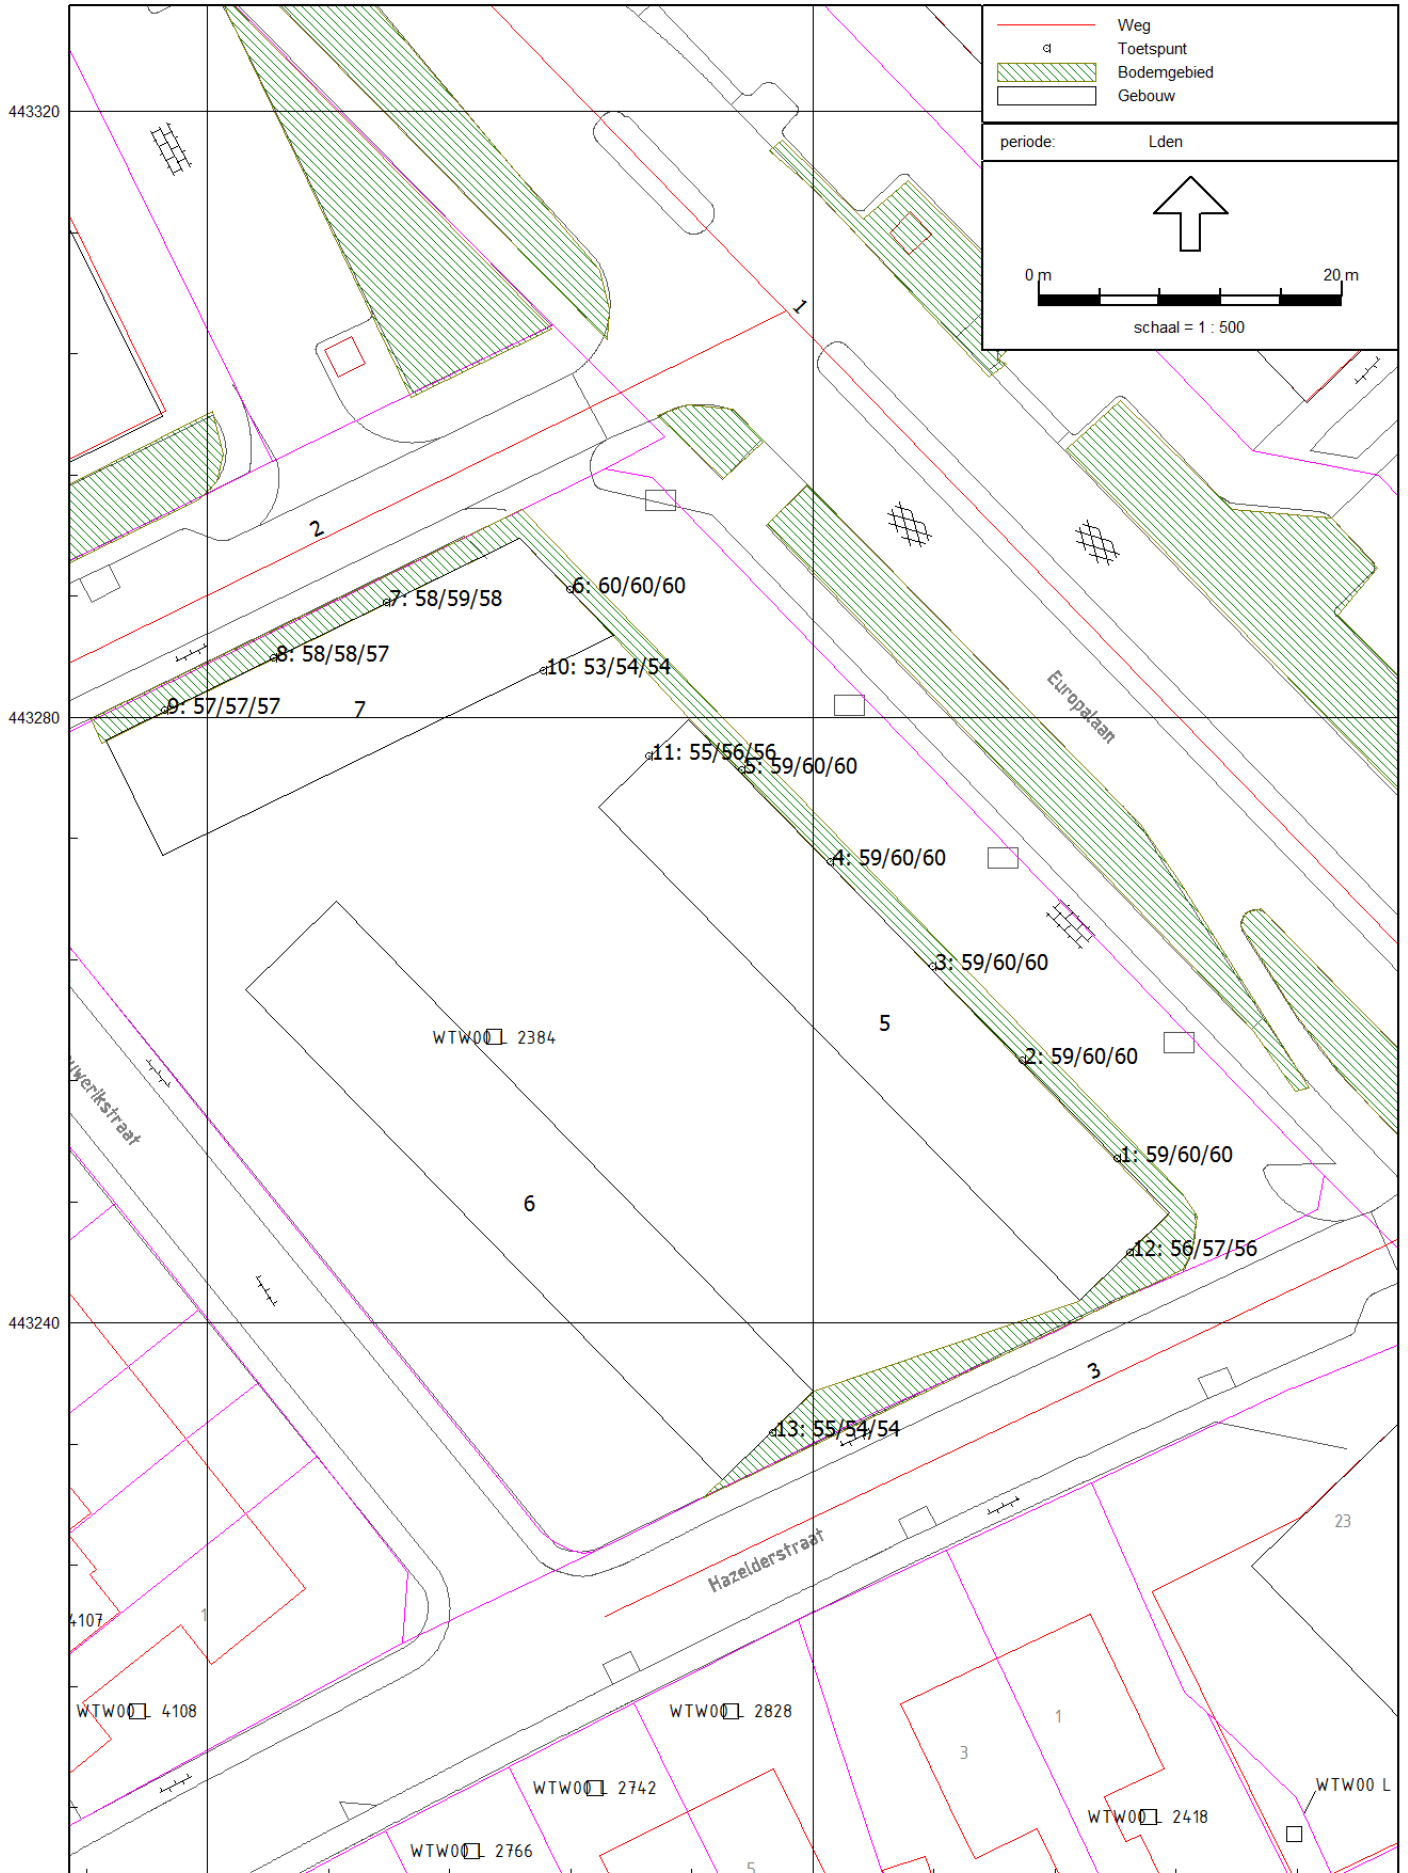 Weg
Toetspunt
Bodemgebied
Gebouw
periode: Lden
0 m 20 m
schaal = 1 : 500
443320
1
2
6: 60/60/60
7: 58/59/58
8: 58/58/57
10: 53/54/54
9: 57/57/57
7
Europalaan
443280
11: 55/56/56
5: 59/60/60
4: 59/60/60
3: 59/60/60
5
WTW00 L 2384
2: 59/60/60
uwerikstraat
1: 59/60/60
6
12: 56/57/56
443240
3
13: 55/54/54
23
Hazelderstraat
4107
1
WTW00 L 4108
WTW00 L 2828
1
3
WTW00 L 2742
WTW00 L
WTW00 L 2418
WTW00 L 2766
5